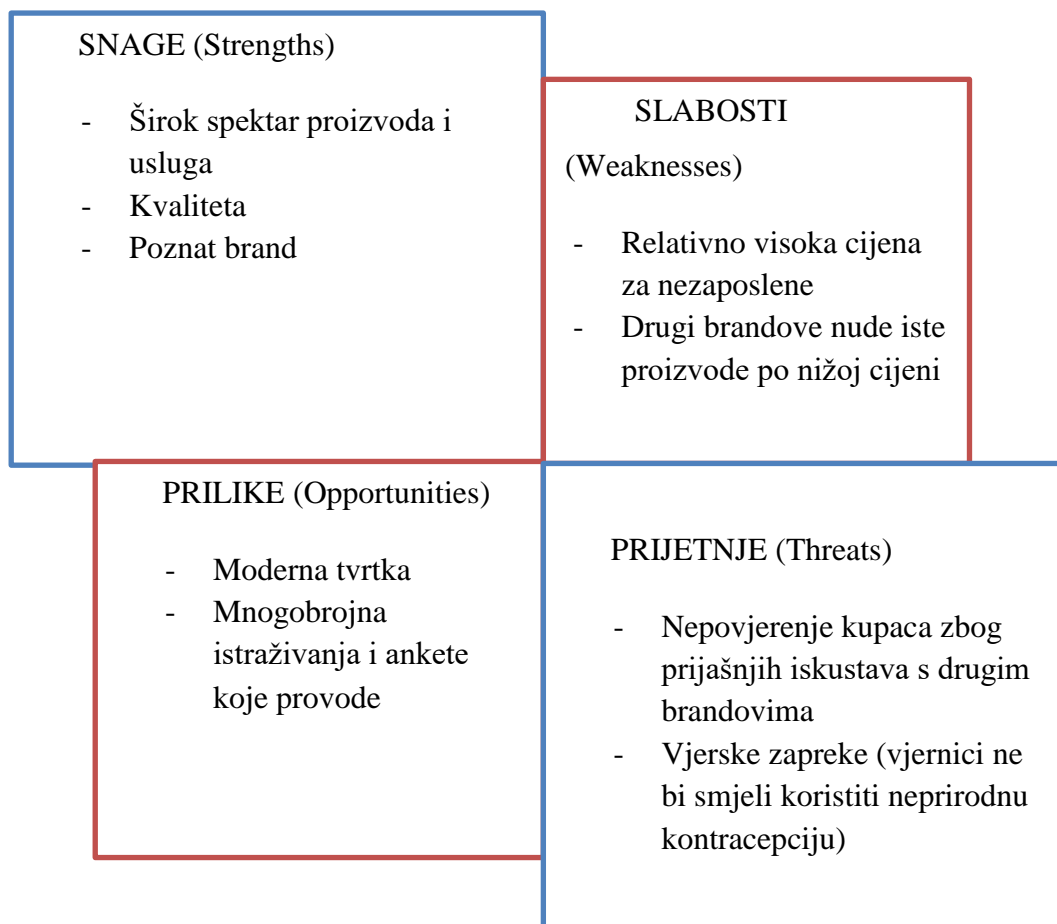 SNAGE (Strengths)
- Širok spektar proizvoda i
usluga
- Kvaliteta
- Poznat brand
SLABOSTI
(Weaknesses)
- Relativno visoka cijena
za nezaposlene
- Drugi brandove nude iste
proizvode po nižoj cijeni
PRILIKE (Opportunities)
- Moderna tvrtka
- Mnogobrojna
istraživanja i ankete
koje provode
PRIJETNJE (Threats)
- Nepovjerenje kupaca zbog
prijašnjih iskustava s drugim
brandovima
- Vjerske zapreke (vjernici ne
bi smjeli koristiti neprirodnu
kontracepciju)